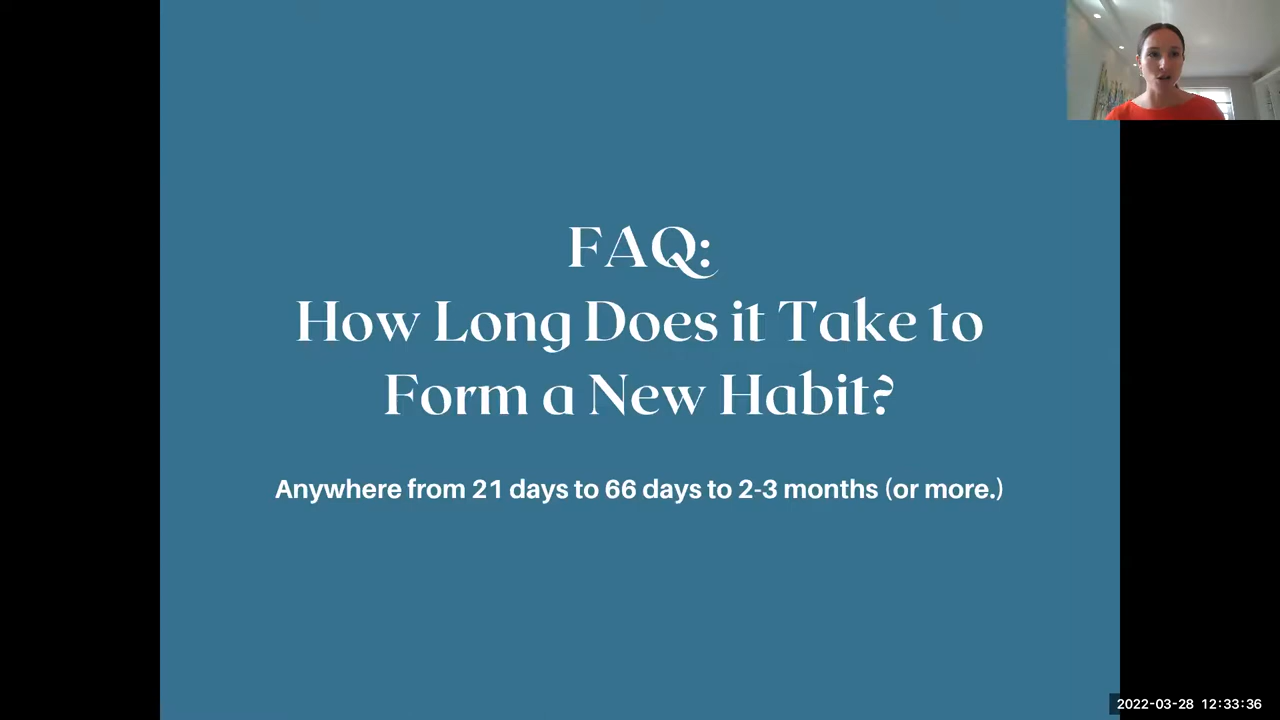 FAQ:
How Long Does it Take to
Form a New Habit?
Anywhere from 21 days to 66 days to 2-3 months (or more.)
2022-03-28 12:33:36